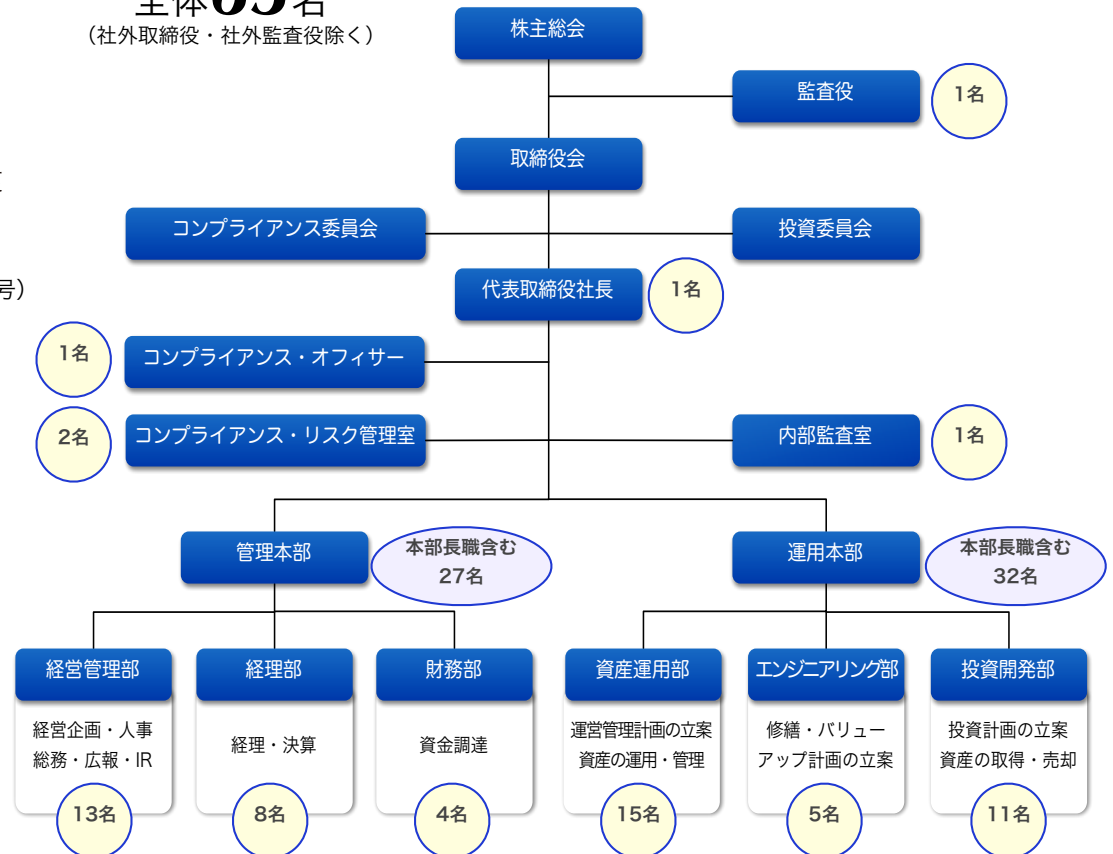 全体65名
（社外取締役・社外監査役除く）
株主総会
監査役
1名
取締役会
コンプライアンス委員会
投資委員会
号）
代表取締役社長
1名
1名
コンプライアンス・オフィサー
2名
コンプライアンス・リスク管理室
内部監査室
1名
管理本部
本部長職含む
27名
運用本部
本部長職含む
32名
経営管理部
経営企画・人事
総務・広報・IR
13名
経理部
経理・決算
8名
財務部
資金調達
4名
資産運用部
運営管理計画の立案
資産の運用・管理
15名
エンジニアリング部
修繕・バリュー
アップ計画の立案
5名
投資開発部
投資計画の立案
資産の取得・売却
11名